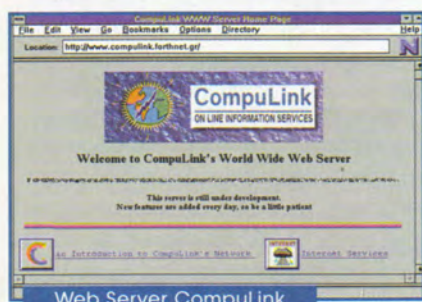 CompuLink WWW Server Home Page
File Edit View Go Bookmarks Options Directory Help
Location: http://www.compulink.forthnet.gr/
N
CompuLink
ON LINE INFORMATION SERVICES
Welcome to CompuLink's World Wide Web Server
This server is still under development.
New features are added every day, so be a little patient
C an Introduction to CompuLink's Network INTERNET Internet Services
Web Server CompuLink